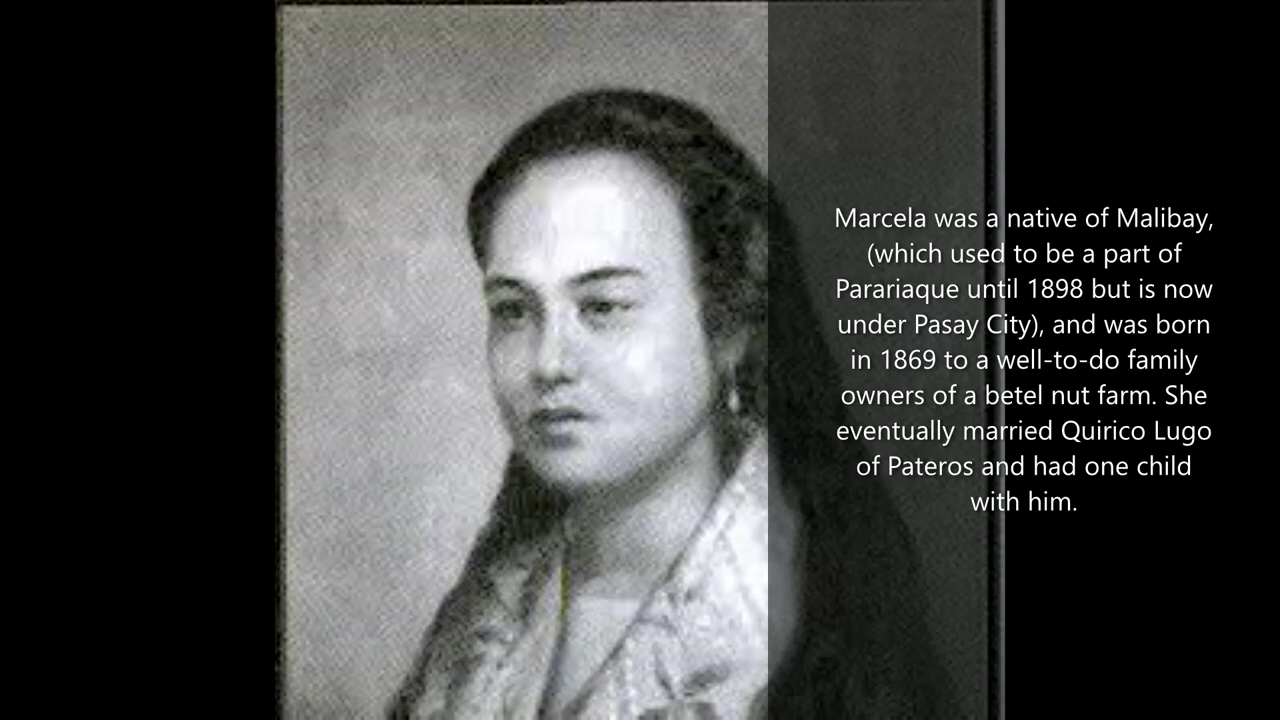 Marcela was a native of Malibay,
(which used to be a part of
Parariaque until 1898 but is now
under Pasay City), and was born
in 1869 to a well-to-do family
owners of a betel nut farm. She
eventually married Quirico Lugo
of Pateros and had one child
with him.